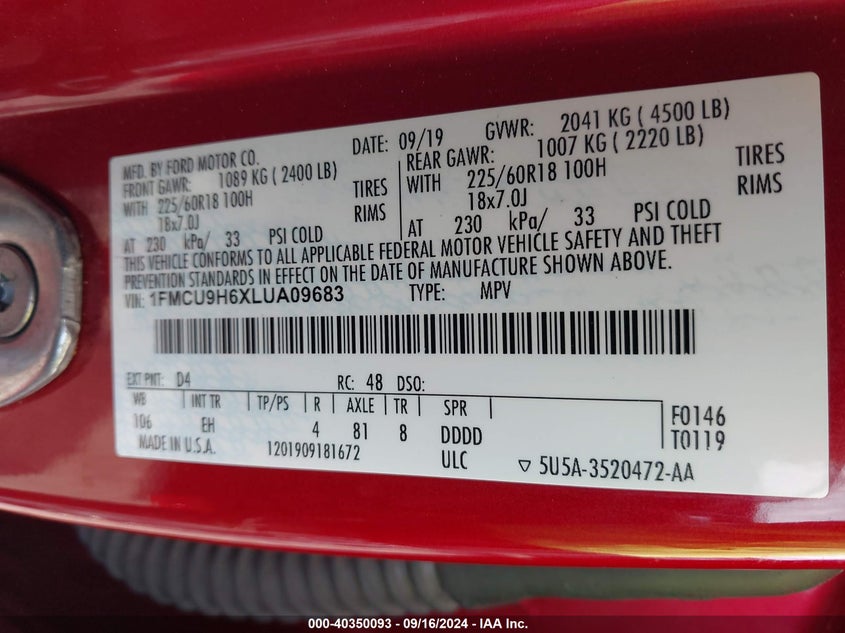 MFD. BY FORD MOTOR CO. DATE: 09/19 GVWR: 2041 KG ( 4500 LB)
FRONT GAWR: 1089 KG ( 2400 LB) REAR GAWR: 1007 KG ( 2220 LB)
WITH 225/60R18 100H TIRES WITH 225/60R18 100H TIRES
18x7.0J RIMS 18x7.0J RIMS
AT 230 kPa/ 33 PSI COLD AT 230 kPa/ 33 PSI COLD
THIS VEHICLE CONFORMS TO ALL APPLICABLE FEDERAL MOTOR VEHICLE SAFETY AND THEFT
PREVENTION STANDARDS IN EFFECT ON THE DATE OF MANUFACTURE SHOWN ABOVE.
VIN: 1FMCU9H6XLUA09683 TYPE: MPV
EXT PNT: D4 RC: 48 DSO:
WB INT TR TP/PS R AXLE TR SPR F0146
106 EH 4 81 8 DDDD T0119
MADE IN U.S.A. 1201909181672 ULC ▽ 5U5A-3520472-AA
000-40350093 - 09/16/2024 - IAA Inc.